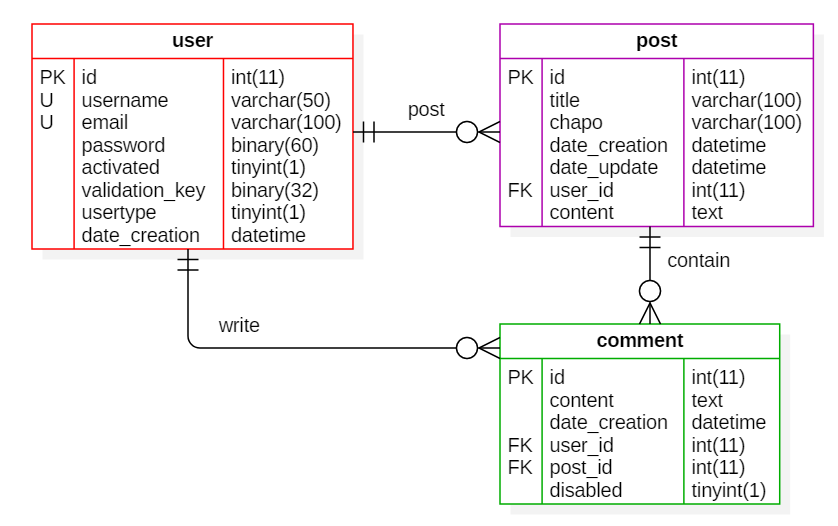 user
PK id int(11)
U username varchar(50)
U email varchar(100)
password binary(60)
activated tinyint(1)
validation_key binary(32)
usertype tinyint(1)
date_creation datetime
post
post
PK id int(11)
title varchar(100)
chapo varchar(100)
date_creation datetime
date_update datetime
FK user_id int(11)
content text
contain
write
comment
PK id int(11)
content text
date_creation datetime
FK user_id int(11)
FK post_id int(11)
disabled tinyint(1)